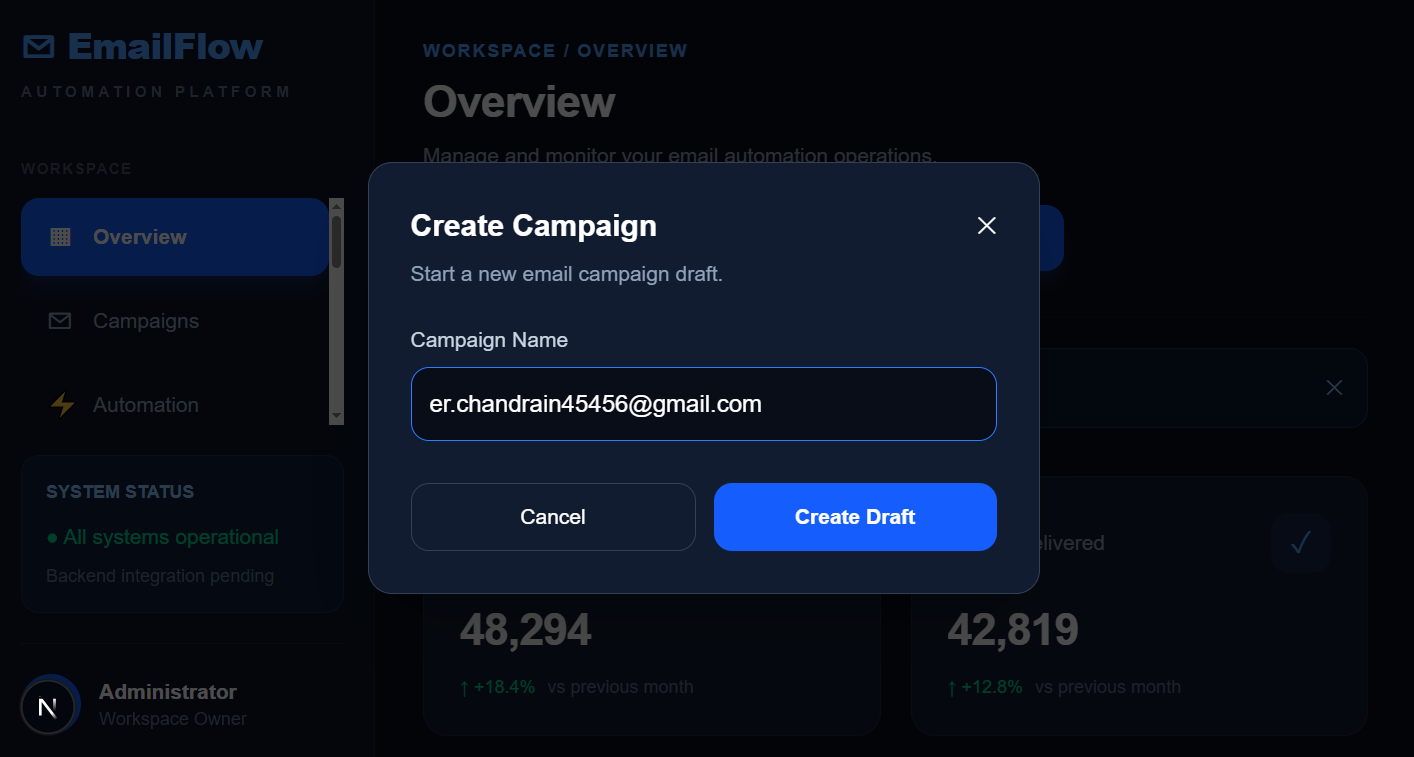 EmailFlow
AUTOMATION PLATFORM
WORKSPACE
Overview
Campaigns
Automation
SYSTEM STATUS
● All systems operational
Backend integration pending
N
Administrator
Workspace Owner
WORKSPACE / OVERVIEW
Overview
Manage and monitor your email automation operations.
Create Campaign
Start a new email campaign draft.
Campaign Name
er.chandrain45456@gmail.com
Cancel
Create Draft
48,294
↑ +18.4% vs previous month
✓
42,819
↑ +12.8% vs previous month